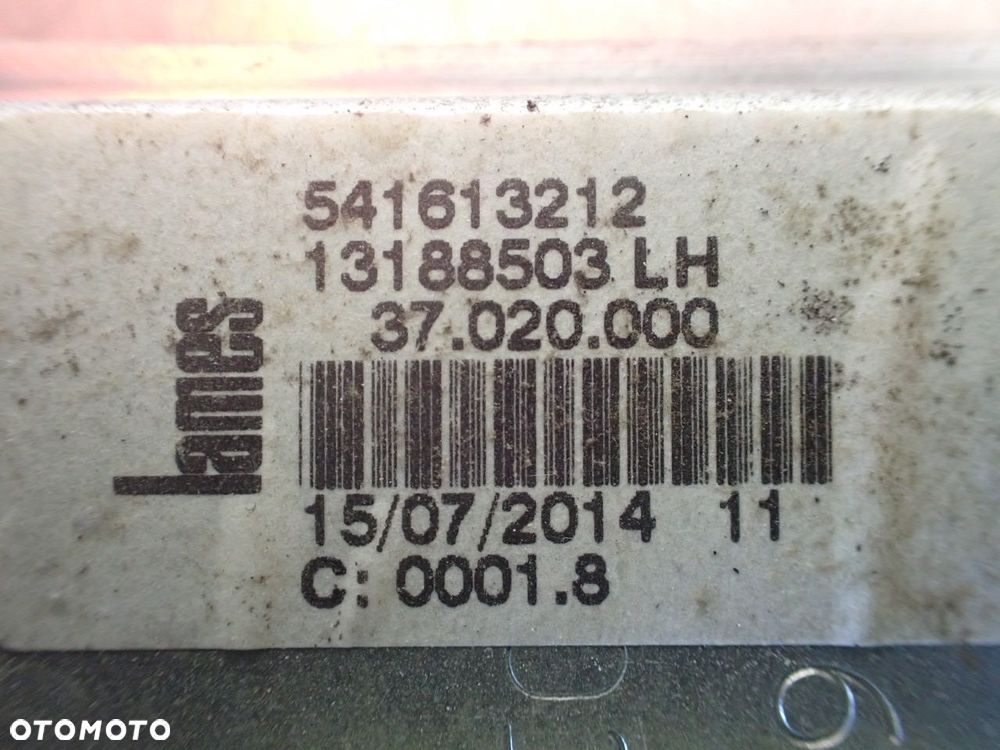 541613212
13188503 LH
37.020.000
Lames
15/07/2014 11
C: 0001.8
OTOMOTO